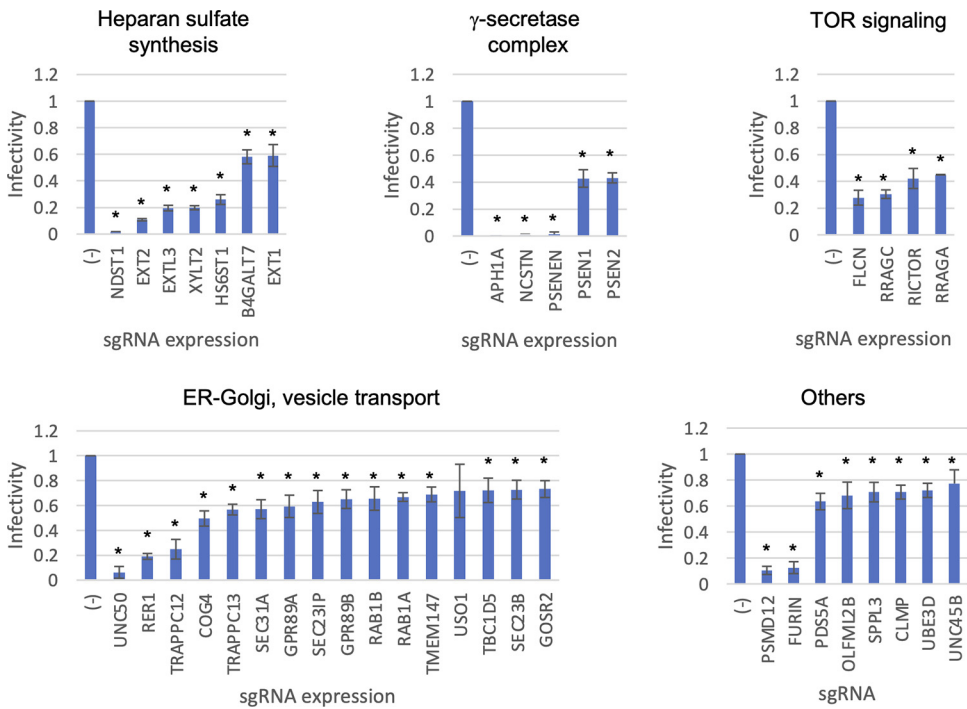 Heparan sulfate
synthesis
Infectivity
1.2
1
0.8
0.6
0.4
0.2
0
* * * * * * *
(-) NDST1 EXT2 EXTL3 XYLT2 HS6ST1 B4GALT7 EXT1
sgRNA expression
γ-secretase
complex
Infectivity
1.2
1
0.8
0.6
0.4
0.2
0
* * * * *
(-) APH1A NCSTN PSENEN PSEN1 PSEN2
sgRNA expression
TOR signaling
Infectivity
1.2
1
0.8
0.6
0.4
0.2
0
* * * *
(-) FLCN RRAGC RICTOR RRAGA
sgRNA expression
ER-Golgi, vesicle transport
Infectivity
1.2
1
0.8
0.6
0.4
0.2
0
* * * * * * * * * * * * * * *
(-) UNC50 RER1 TRAPPC12 COG4 TRAPPC13 SEC31A GPR89A SEC23IP GPR89B RAB1B RAB1A TMEM147 USO1 TBC1D5 SEC23B GOSR2
sgRNA expression
Others
Infectivity
1.2
1
0.8
0.6
0.4
0.2
0
* * * * * * * *
(-) PSMD12 FURIN PDS5A OLFML2B SPPL3 CLMP UBE3D UNC45B
sgRNA